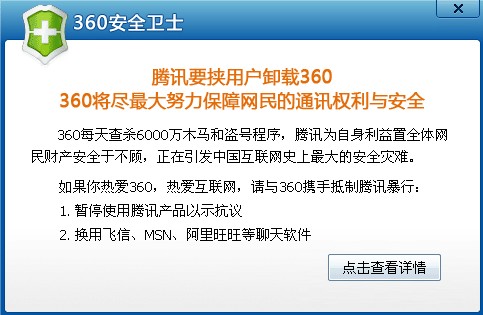 360安全卫士
腾讯要挟用户卸载360
360将尽最大努力保障网民的通讯权利与安全
360每天查杀6000万木马和盗号程序，腾讯为自身利益置全体网
民财产安全于不顾，正在引发中国互联网史上最大的安全灾难。
如果你热爱360，热爱互联网，请与360携手抵制腾讯暴行：
1. 暂停使用腾讯产品以示抗议
2. 换用飞信、MSN、阿里旺旺等聊天软件
点击查看详情